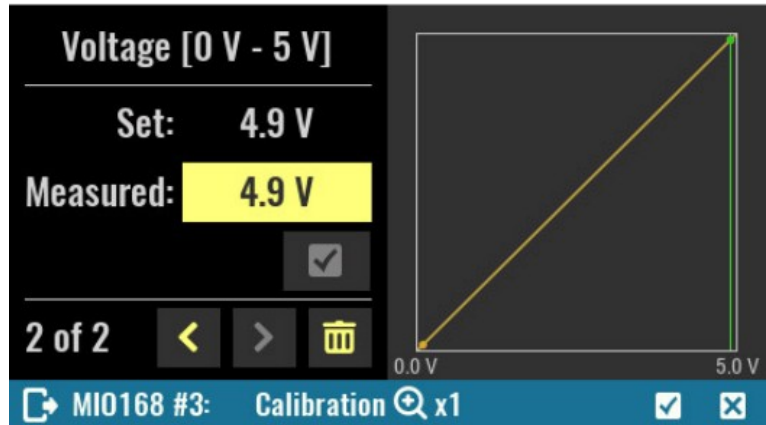 Voltage [0 V - 5 V]
Set: 4.9 V
Measured: 4.9 V
2 of 2
0.0 V 5.0 V
MIO168 #3: Calibration x1